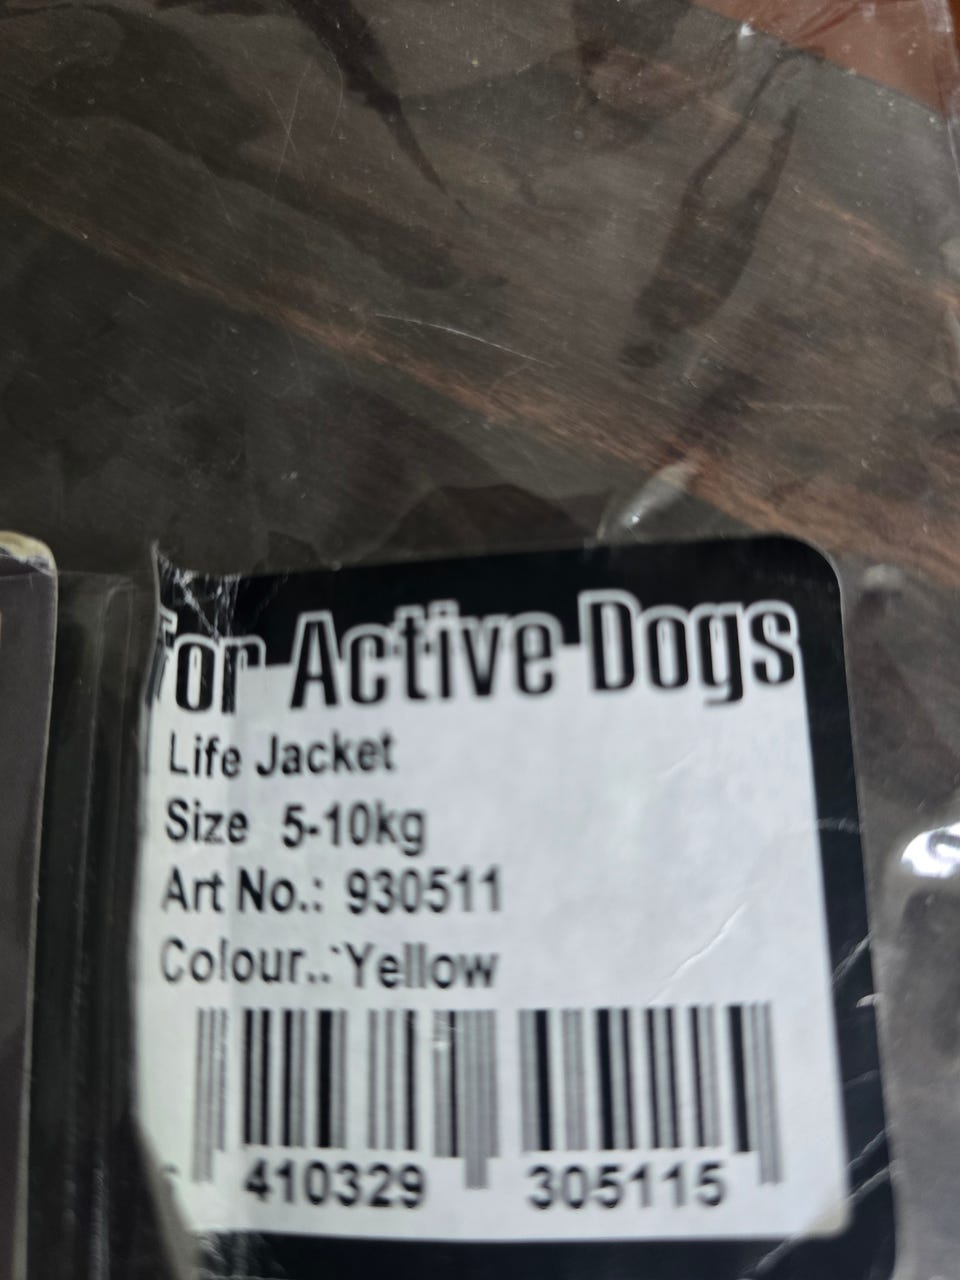 For Active Dogs
Life Jacket
Size 5-10kg
Art No.: 930511
Colour..Yellow
410329 305115